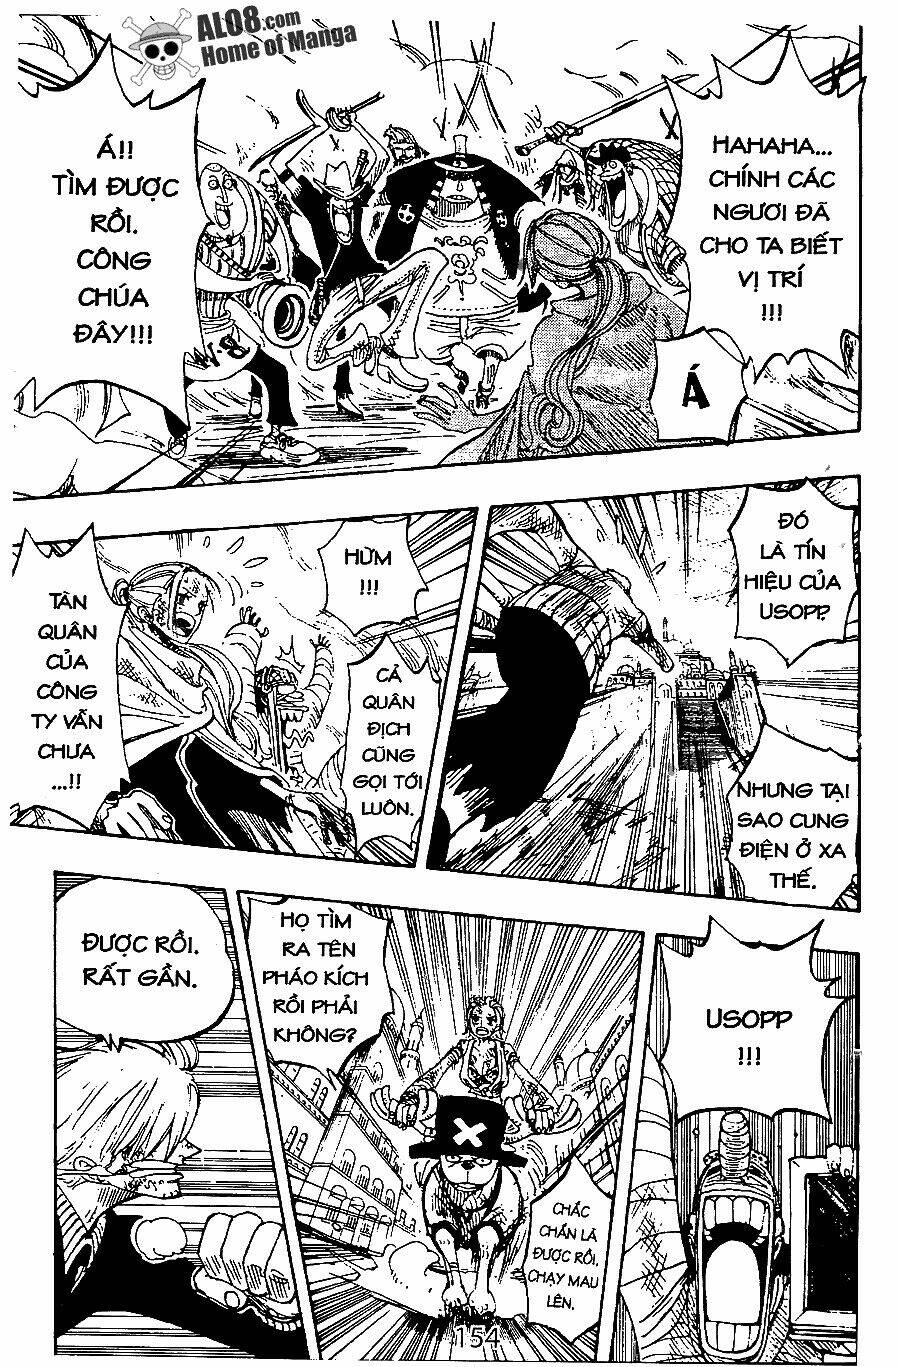 AL08.com
Home of Manga
HAHAHA...
CHÍNH CÁC
NGƯƠI ĐÃ
CHO TA BIẾT
VỊ TRÍ
!!!
Á!!
TÌM ĐƯỢC
RỒI.
CÔNG
CHÚA
ĐÂY!!!
Á
B.W
ĐÓ
LÀ TÍN
HIỆU CỦA
USOPP.
NHƯNG TẠI
SAO CUNG
ĐIỆN Ở XA
THẾ.
HỪM
!!!
CẢ
QUÂN
ĐỊCH
CŨNG
GỌI TỚI
LUÔN.
TÀN
QUÂN
CỦA
CÔNG
TY VẪN
CHƯA
...!!
USOPP
!!!
HỌ TÌM
RA TÊN
PHÁO KÍCH
RỒI PHẢI
KHÔNG?
CHẮC
CHẮN LÀ
ĐƯỢC RỒI,
CHẠY MAU
LÊN.
ĐƯỢC RỒI.
RẤT GẦN.
154